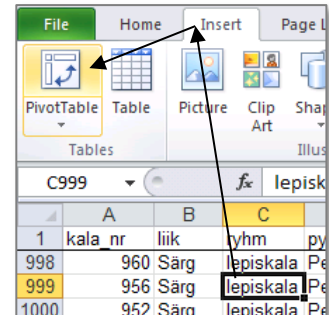 File Home Insert Page L
PivotTable Table Picture Clip Art Shap
Tables Illus
C999 fx lepisk
A B C
1 kala_nr liik ryhm py
998 960 Särg lepiskala Pe
999 956 Särg lepiskala Pe
1000 952 Särg lepiskala Pe